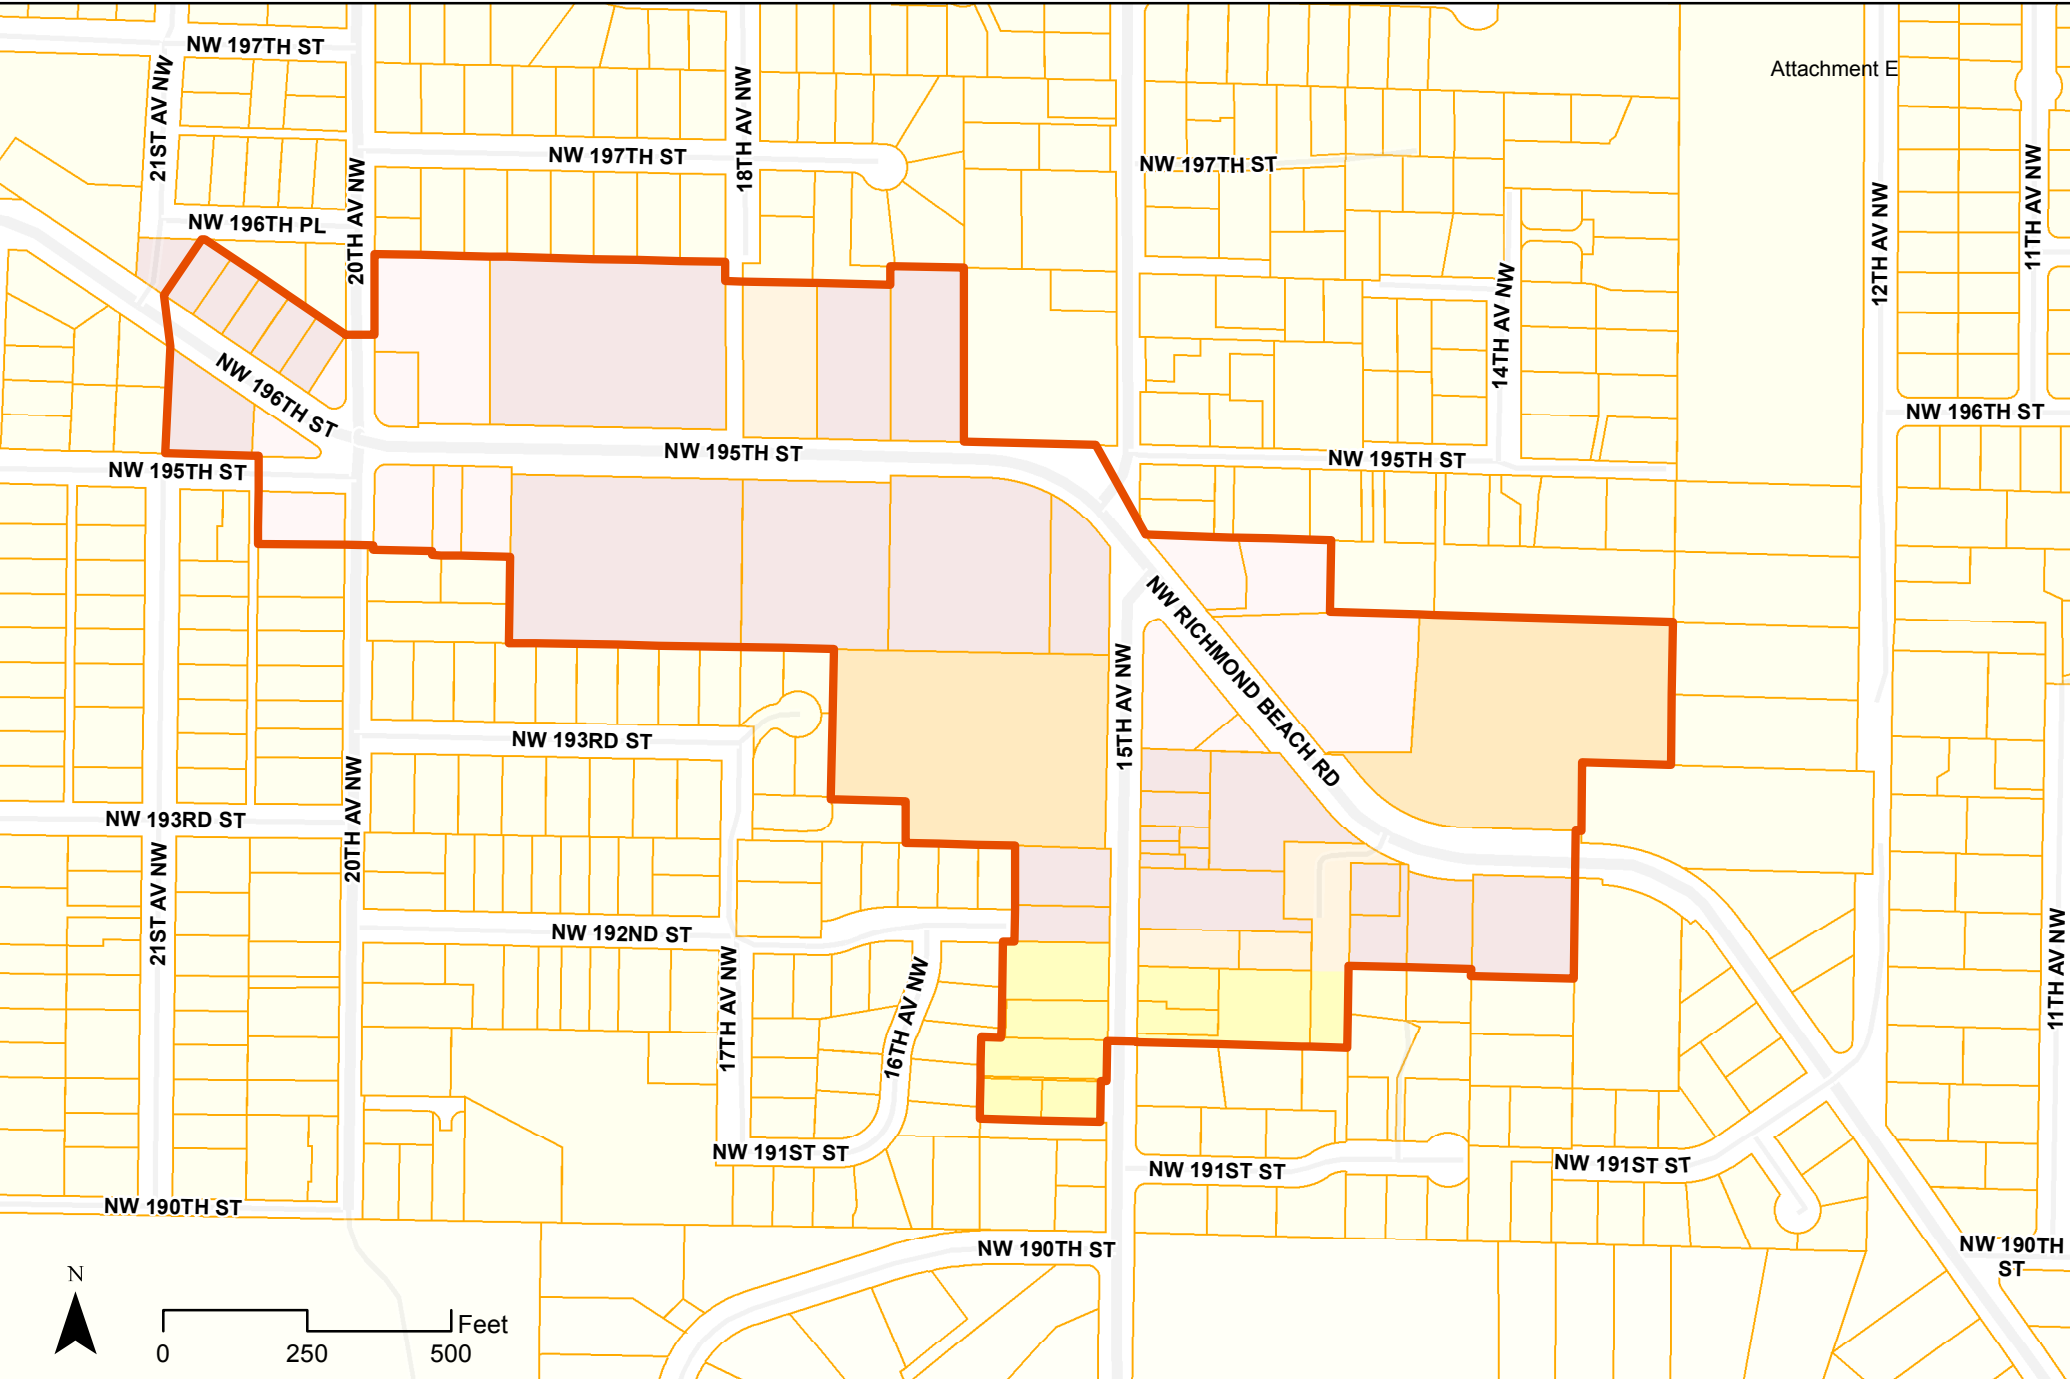 NW 197TH ST
Attachment E
21ST AV NW
18TH AV NW
NW 197TH ST
NW 197TH ST
20TH AV NW
11TH AV NW
12TH AV NW
NW 196TH PL
14TH AV NW
NW 196TH ST
NW 196TH ST
NW 195TH ST
NW 195TH ST
NW 195TH ST
NW RICHMOND BEACH RD
15TH AV NW
NW 193RD ST
20TH AV NW
NW 193RD ST
21ST AV NW
NW 192ND ST
17TH AV NW
16TH AV NW
11TH AV NW
NW 191ST ST
NW 191ST ST
NW 191ST ST
NW 190TH ST
NW 190TH ST
NW 190TH
ST
N
Feet
0 250 500